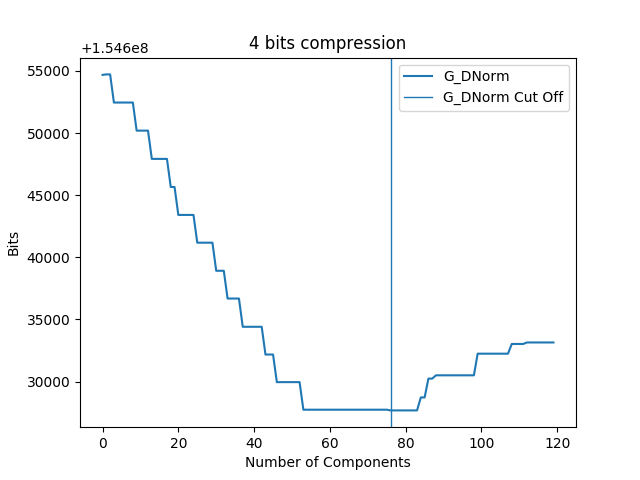 4 bits compression
+1.546e8
55000
50000
45000
40000
35000
30000
Bits
G_DNorm
G_DNorm Cut Off
0 20 40 60 80 100 120
Number of Components